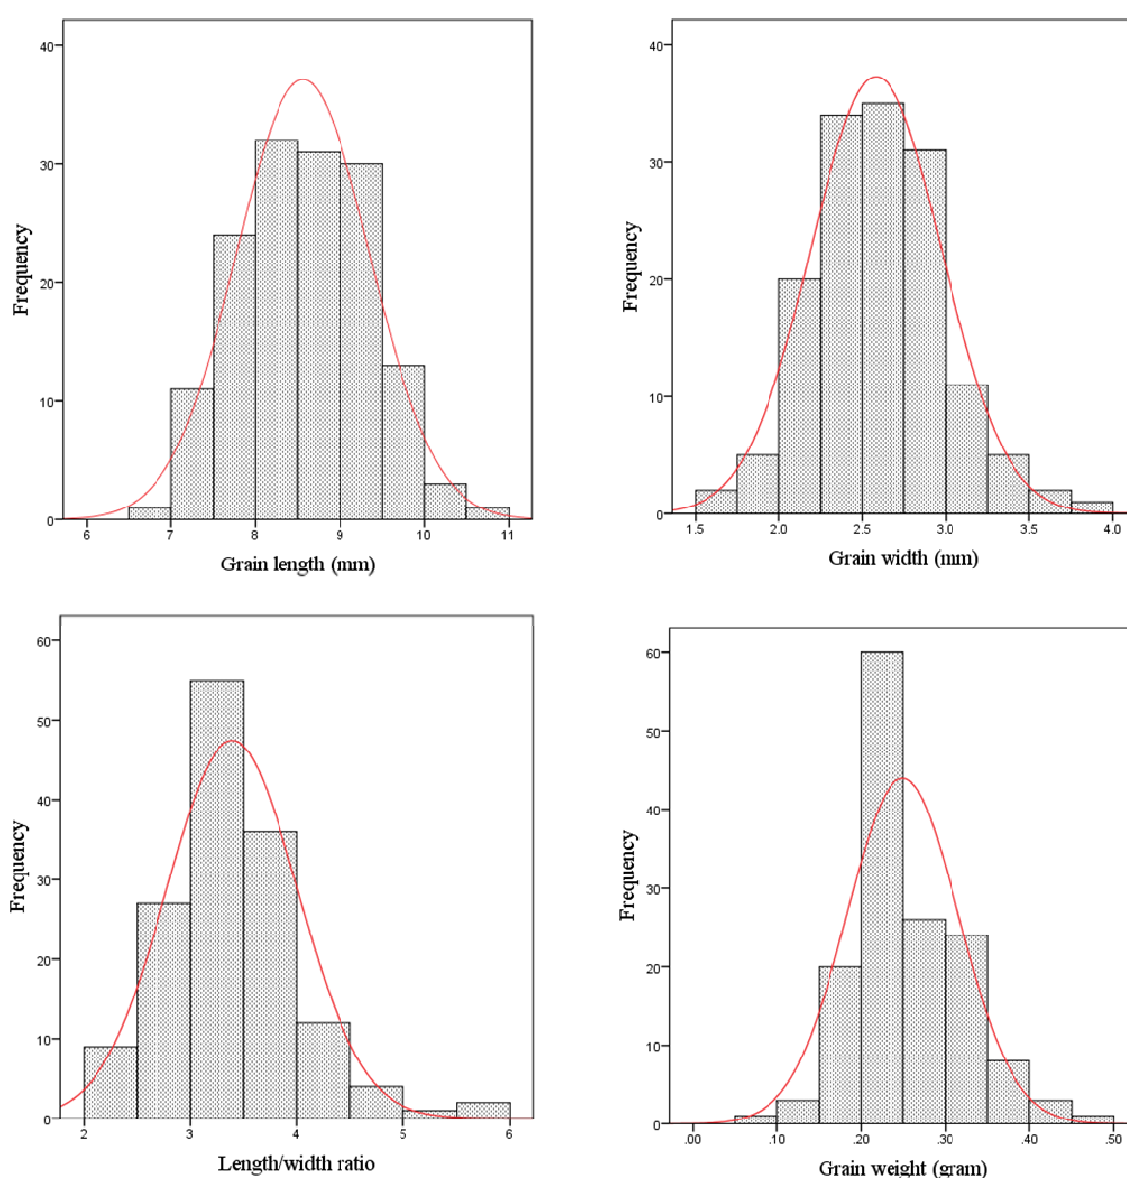 40
30
20
10
0
Frequency
6 7 8 9 10 11
Grain length (mm)
40
30
20
10
0
Frequency
1.5 2.0 2.5 3.0 3.5 4.0
Grain width (mm)
60
50
40
30
20
10
0
Frequency
2 3 4 5 6
Length/width ratio
60
50
40
30
20
10
0
Frequency
.00 .10 .20 .30 .40 .50
Grain weight (gram)